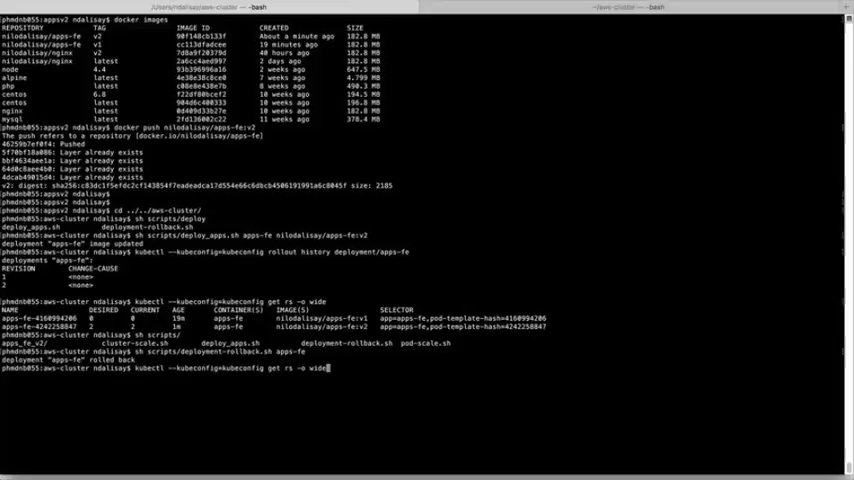 /Users/ndalisay/aws-cluster — -bash
~/aws-cluster — -bash
phmdnb055:appsv2 ndalisay$ docker images
REPOSITORY TAG IMAGE ID CREATED SIZE
nilodalisay/apps-fe v2 90f148cb133f About a minute ago 182.8 MB
nilodalisay/apps-fe v1 cc113dfadcee 19 minutes ago 182.8 MB
nilodalisay/nginx v2 7d8a9f20379d 40 hours ago 182.8 MB
nilodalisay/nginx latest 2a6cc4aed997 2 days ago 182.8 MB
node 4.4 93b396996a16 2 weeks ago 647.5 MB
alpine latest 4e38e38c8ce0 2 weeks ago 4.799 MB
php latest c08e8e438e7b 8 weeks ago 490.3 MB
centos 6.8 f22df80bcef2 10 weeks ago 194.5 MB
centos latest 904d6c400333 10 weeks ago 196.8 MB
nginx latest 0d409d33b27e 10 weeks ago 182.8 MB
mysql latest 2fd136002c22 11 weeks ago 378.4 MB
phmdnb055:appsv2 ndalisay$ docker push nilodalisay/apps-fe:v2
The push refers to a repository [docker.io/nilodalisay/apps-fe]
46259b7ef0f4: Pushed
5f70bf18a086: Layer already exists
bbf4634aee1a: Layer already exists
64d0c8aee4b0: Layer already exists
4dcab49015d4: Layer already exists
v2: digest: sha256:c83dc1f5efdc2cf143854f7eadeadca17d554e66c6dbcb4506191991a6c8045f size: 2185
phmdnb055:appsv2 ndalisay$
phmdnb055:appsv2 ndalisay$
phmdnb055:appsv2 ndalisay$ cd ../../aws-cluster/
phmdnb055:aws-cluster ndalisay$ sh scripts/deploy
deploy_apps.sh deployment-rollback.sh
phmdnb055:aws-cluster ndalisay$ sh scripts/deploy_apps.sh apps-fe nilodalisay/apps-fe:v2
deployment "apps-fe" image updated
phmdnb055:aws-cluster ndalisay$ kubectl --kubeconfig=kubeconfig rollout history deployment/apps-fe
deployments "apps-fe":
REVISION CHANGE-CAUSE
1 <none>
2 <none>
phmdnb055:aws-cluster ndalisay$ kubectl --kubeconfig=kubeconfig get rs -o wide
NAME DESIRED CURRENT AGE CONTAINER(S) IMAGE(S) SELECTOR
apps-fe-4160994206 0 0 19m apps-fe nilodalisay/apps-fe:v1 app=apps-fe,pod-template-hash=4160994206
apps-fe-4242258847 2 2 1m apps-fe nilodalisay/apps-fe:v2 app=apps-fe,pod-template-hash=4242258847
phmdnb055:aws-cluster ndalisay$ sh scripts/
apps_fe_v2/ cluster-scale.sh deploy_apps.sh deployment-rollback.sh pod-scale.sh
phmdnb055:aws-cluster ndalisay$ sh scripts/deployment-rollback.sh apps-fe
deployment "apps-fe" rolled back
phmdnb055:aws-cluster ndalisay$ kubectl --kubeconfig=kubeconfig get rs -o wide